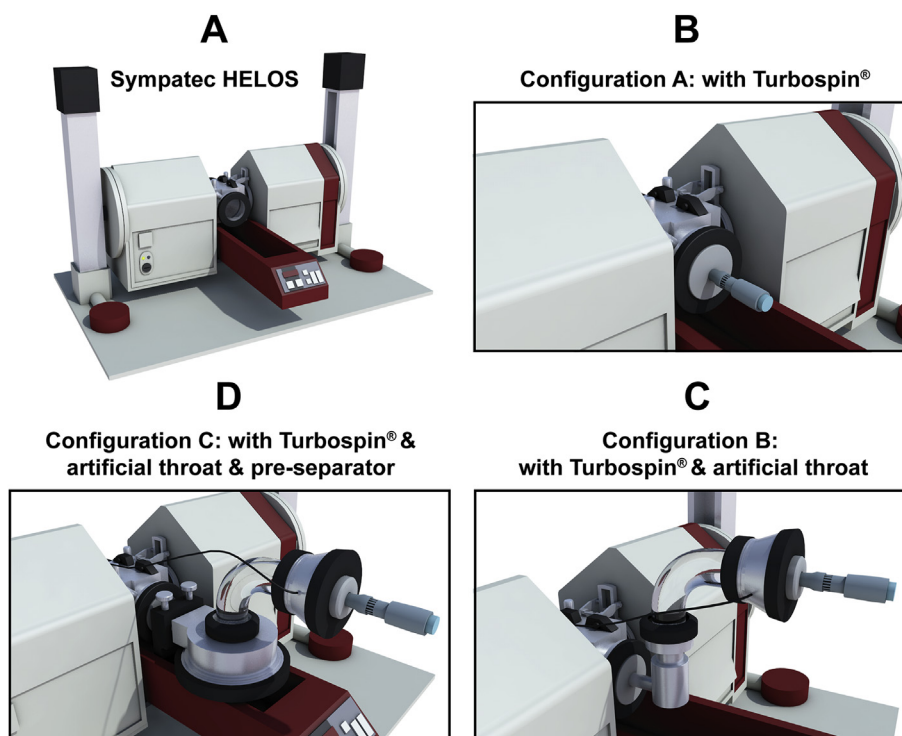 A
Sympatec HELOS
B
Configuration A: with Turbospin®
D
Configuration C: with Turbospin® &
artificial throat & pre-separator
C
Configuration B:
with Turbospin® & artificial throat